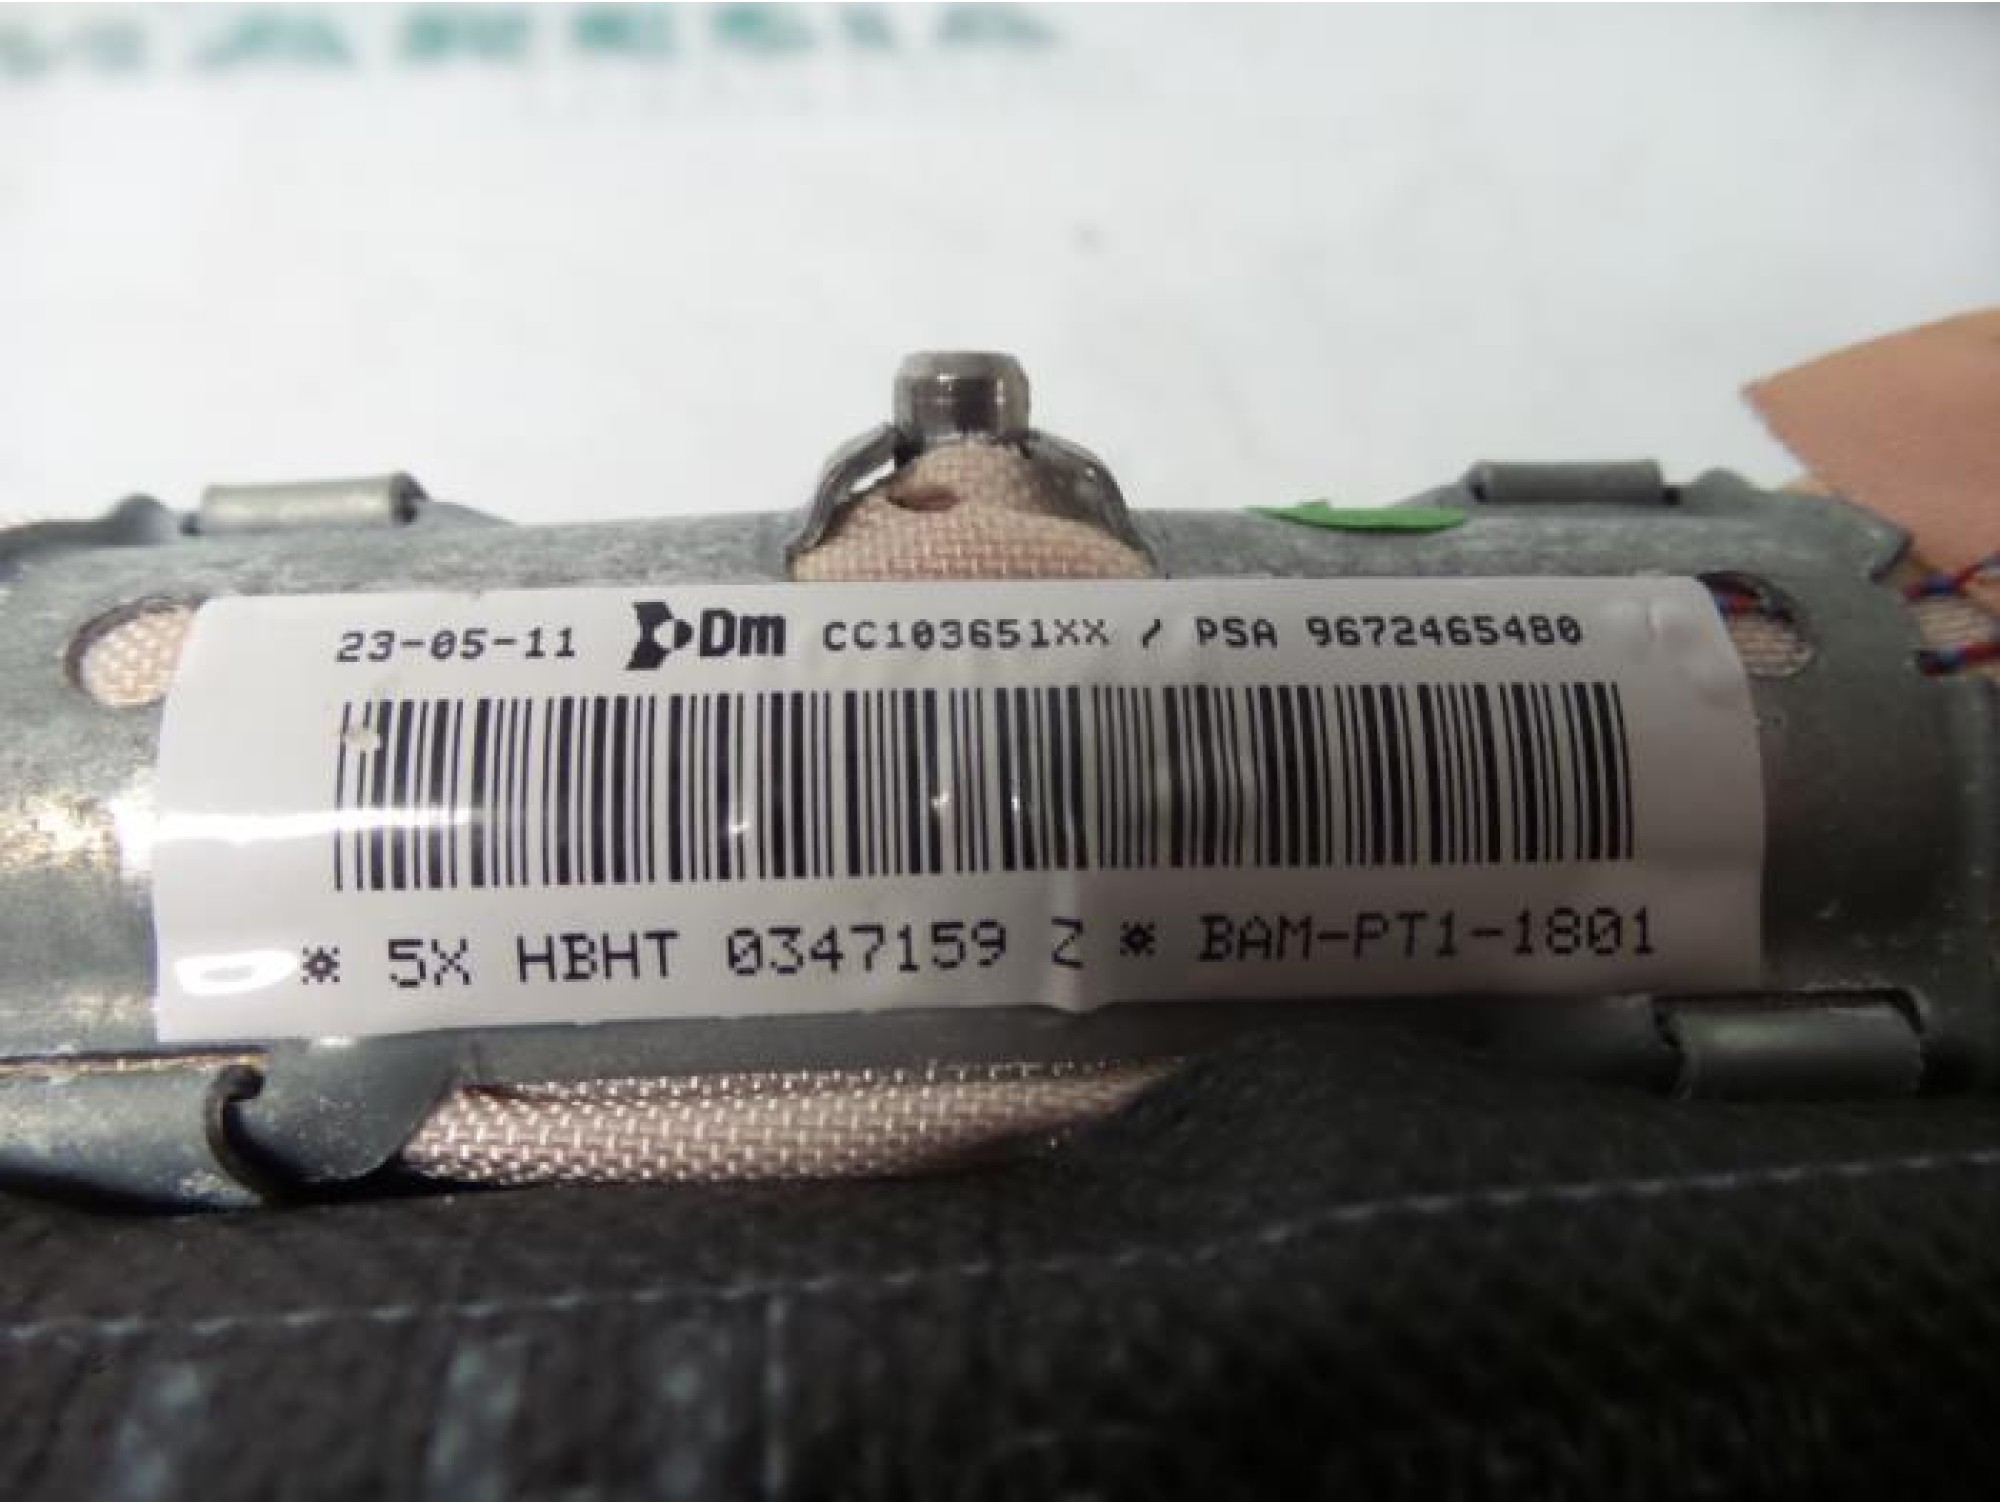 23-05-11 Dm CC103651XX / PSA 9672465480
* 5X HBHT 0347159 Z * BAM-PT1-1801